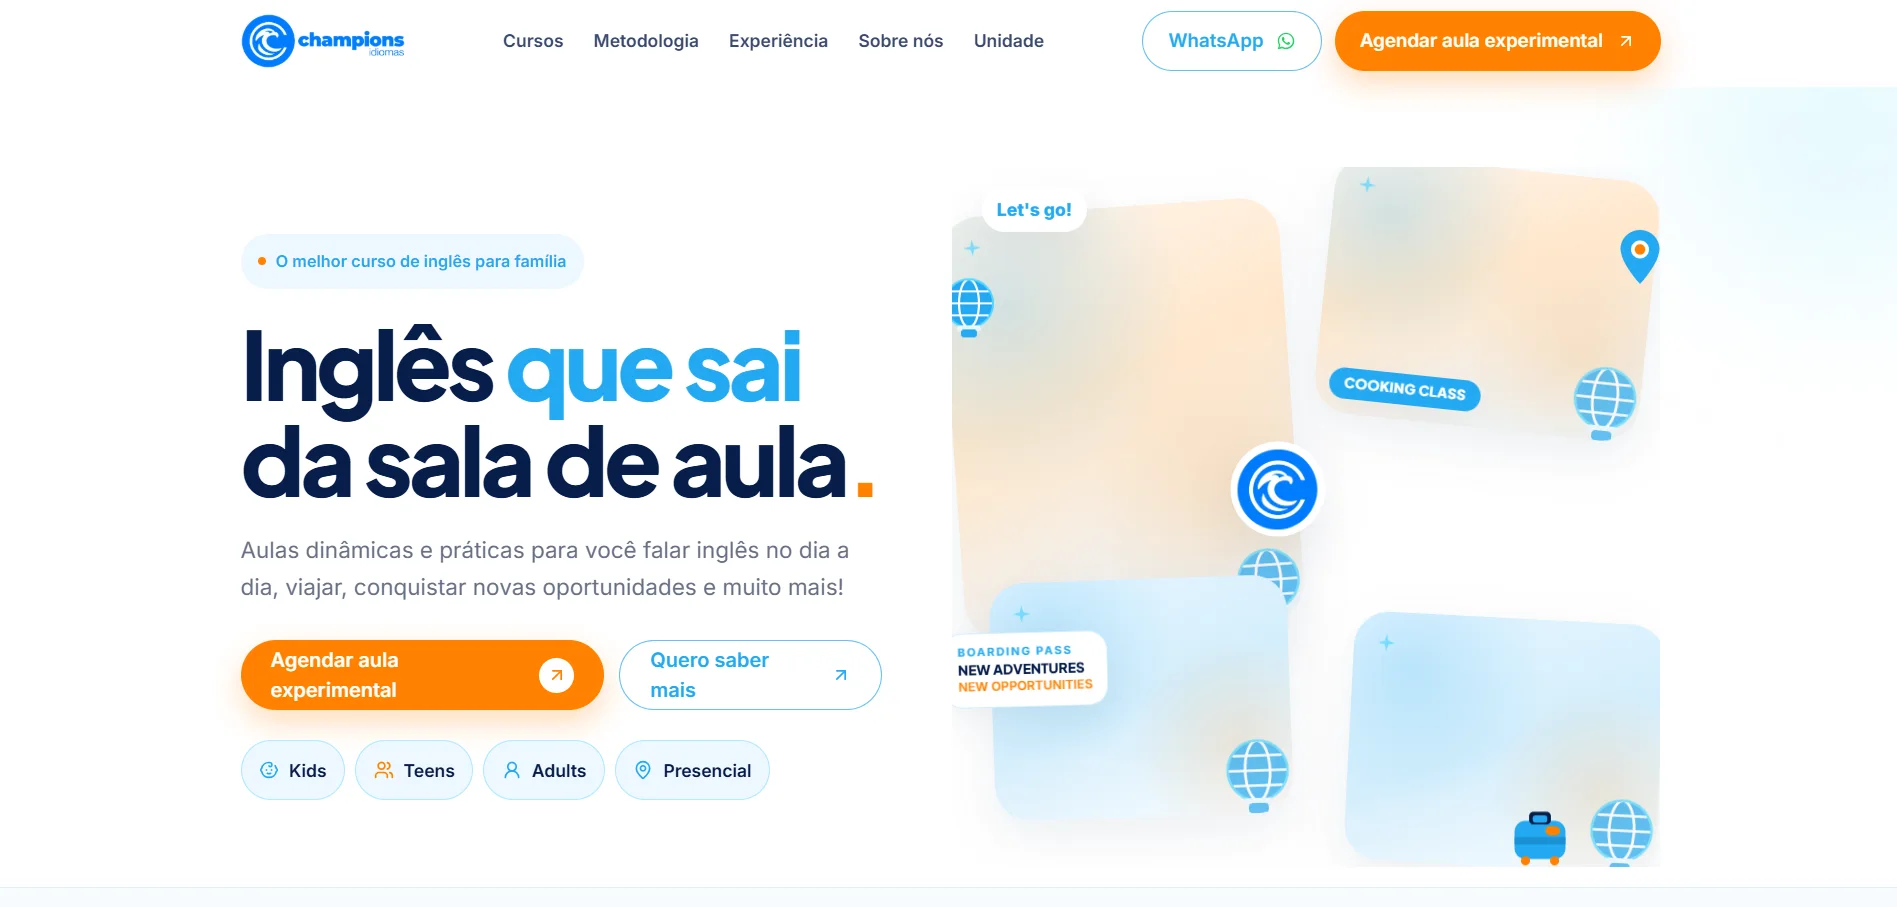 champions
idiomas
Cursos
Metodologia
Experiência
Sobre nós
Unidade
WhatsApp
Agendar aula experimental
O melhor curso de inglês para família
Inglês que sai
da sala de aula.
Aulas dinâmicas e práticas para você falar inglês no dia a
dia, viajar, conquistar novas oportunidades e muito mais!
Agendar aula
experimental
Quero saber
mais
Kids
Teens
Adults
Presencial
Let's go!
COOKING CLASS
BOARDING PASS
NEW ADVENTURES
NEW OPPORTUNITIES